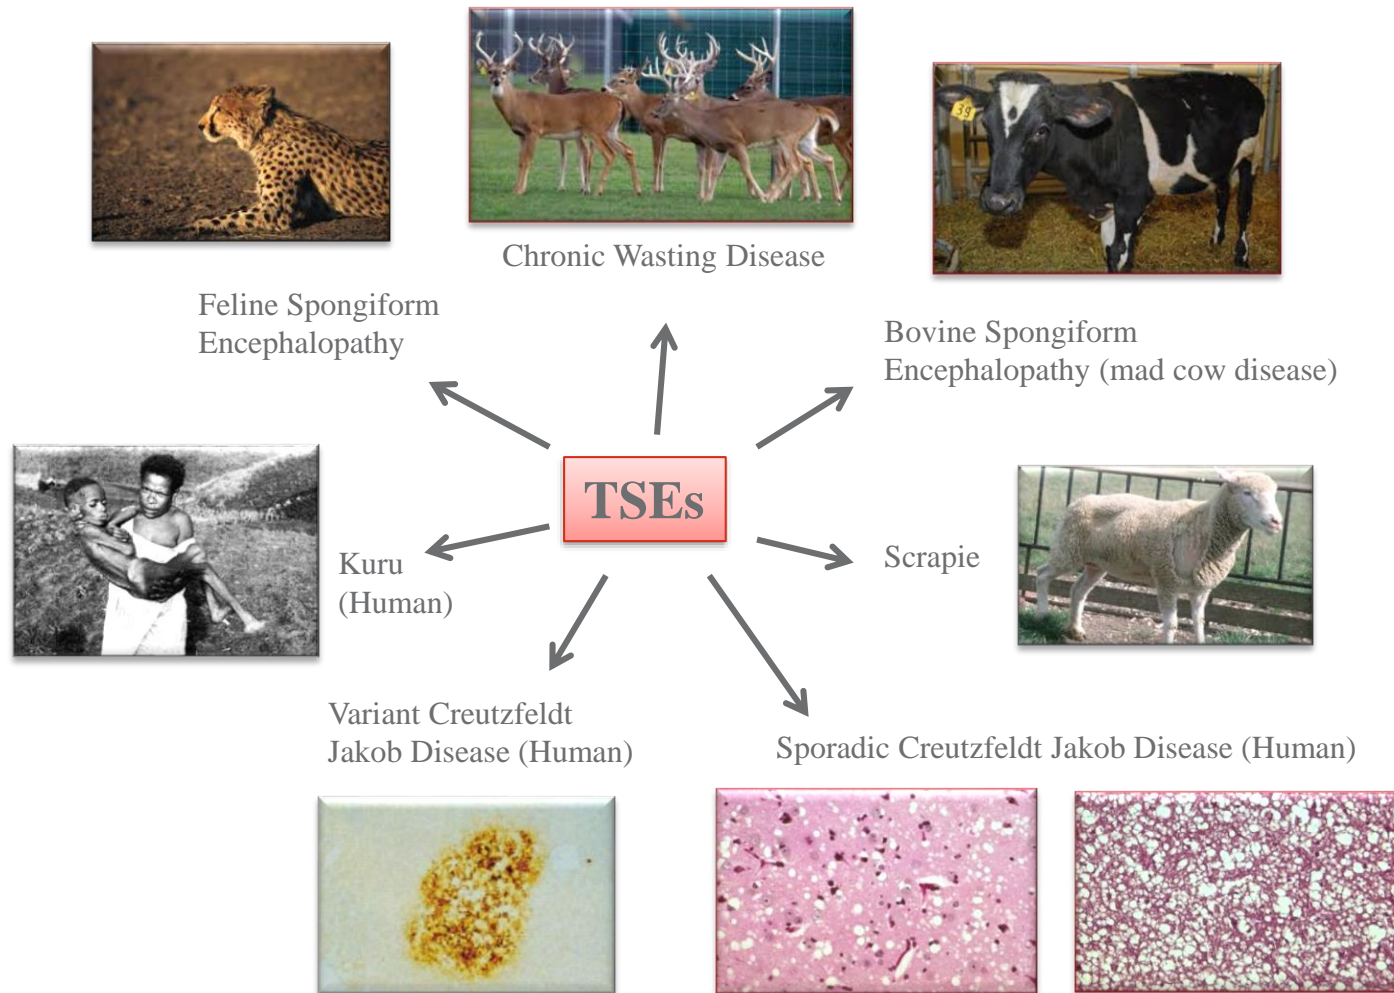 Chronic Wasting Disease
39
Feline Spongiform
Encephalopathy
Bovine Spongiform
Encephalopathy (mad cow disease)
TSEs
Kuru
(Human)
Scrapie
Variant Creutzfeldt
Jakob Disease (Human)
Sporadic Creutzfeldt Jakob Disease (Human)